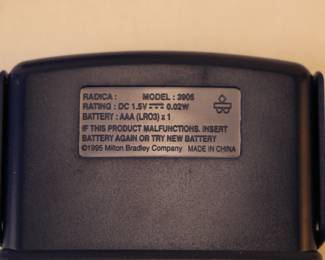 RADICA : MODEL : 3905
RATING : DC 1.5V 0.02W
BATTERY : AAA (LR03) x 1
IF THIS PRODUCT MALFUNCTIONS. INSERT
BATTERY AGAIN OR TRY NEW BATTERY
©1995 Milton Bradley Company MADE IN CHINA